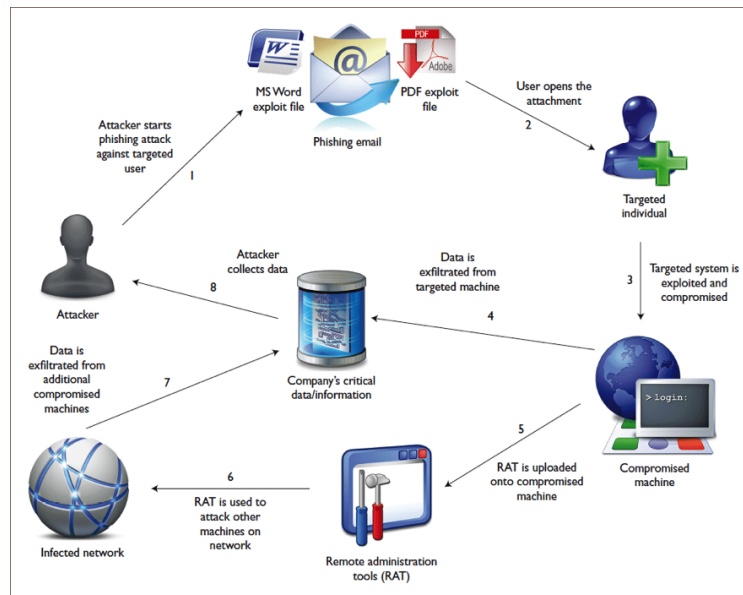 MS Word
exploit file
PDF
Adobe
PDF exploit
file
Phishing email
User opens the
attachment
2
Attacker starts
phishing attack
against targeted
user
1
Targeted
individual
Attacker
Attacker
collects data
8
Data is
exfiltrated from
targeted machine
4
3
Targeted system is
exploited and
compromised
Data is
exfiltrated from
additional
compromised
machines
7
Company's critical
data/information
> login:
Compromised
machine
5
RAT is uploaded
onto compromised
machine
6
RAT is used to
attack other
machines on
network
Infected network
Remote administration
tools (RAT)